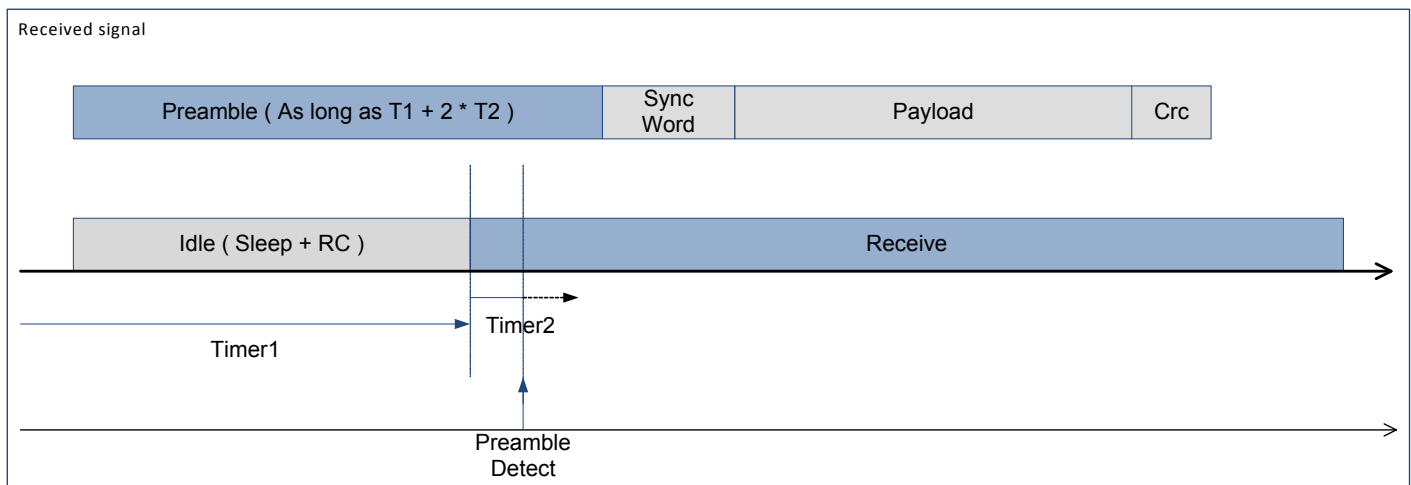 Received signal
Preamble ( As long as T1 + 2 * T2 )
Sync
Word
Payload
Crc
Idle ( Sleep + RC )
Receive
Timer2
Timer1
Preamble
Detect